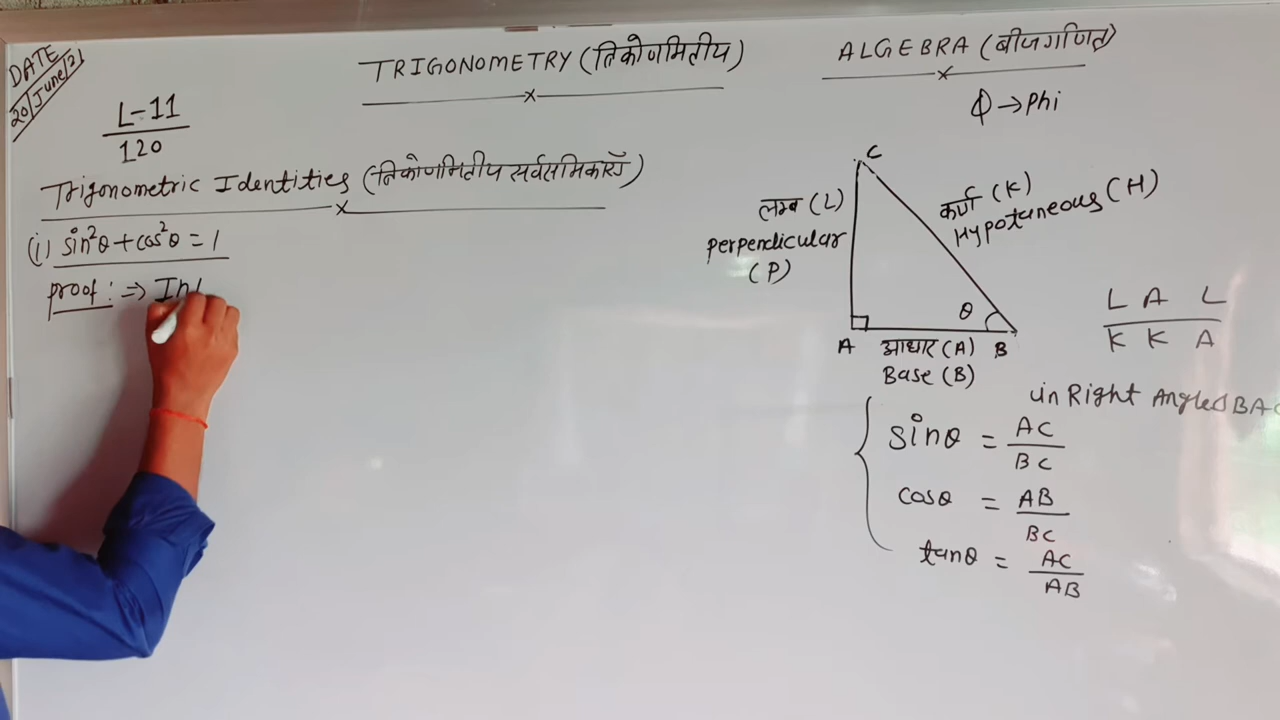 DATE
20/June/21
TRIGONOMETRY (त्रिकोणमितीय)
ALGEBRA (बीजगणित)
L-11
120
Trigonometric Identities (त्रिकोणमितीय सर्वसमिकाएँ)
(i) sin²θ + cos²θ = 1
proof : ⇒ In
Φ → Phi
C
लम्ब (L)
perpendicular
(P)
कर्ण (K)
Hypotaneous (H)
θ
A आधार (A) B
Base (B)
L A L
K K A
in Right Angled BAC
sinθ = AC
BC
cosθ = AB
BC
tanθ = AC
AB